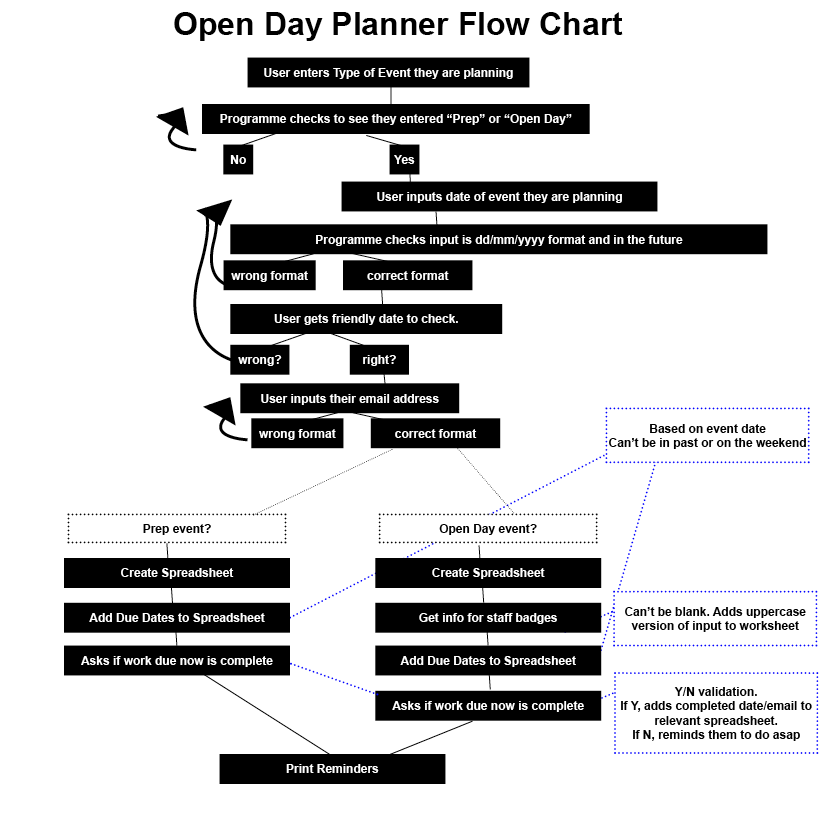 Open Day Planner Flow Chart
User enters Type of Event they are planning
Programme checks to see they entered “Prep” or “Open Day”
No
Yes
User inputs date of event they are planning
Programme checks input is dd/mm/yyyy format and in the future
wrong format
correct format
User gets friendly date to check.
wrong?
right?
User inputs their email address
wrong format
correct format
Based on event date
Can’t be in past or on the weekend
Prep event?
Open Day event?
Create Spreadsheet
Create Spreadsheet
Add Due Dates to Spreadsheet
Get info for staff badges
Can’t be blank. Adds uppercase
version of input to worksheet
Asks if work due now is complete
Add Due Dates to Spreadsheet
Asks if work due now is complete
Y/N validation.
If Y, adds completed date/email to
relevant spreadsheet.
If N, reminds them to do asap
Print Reminders